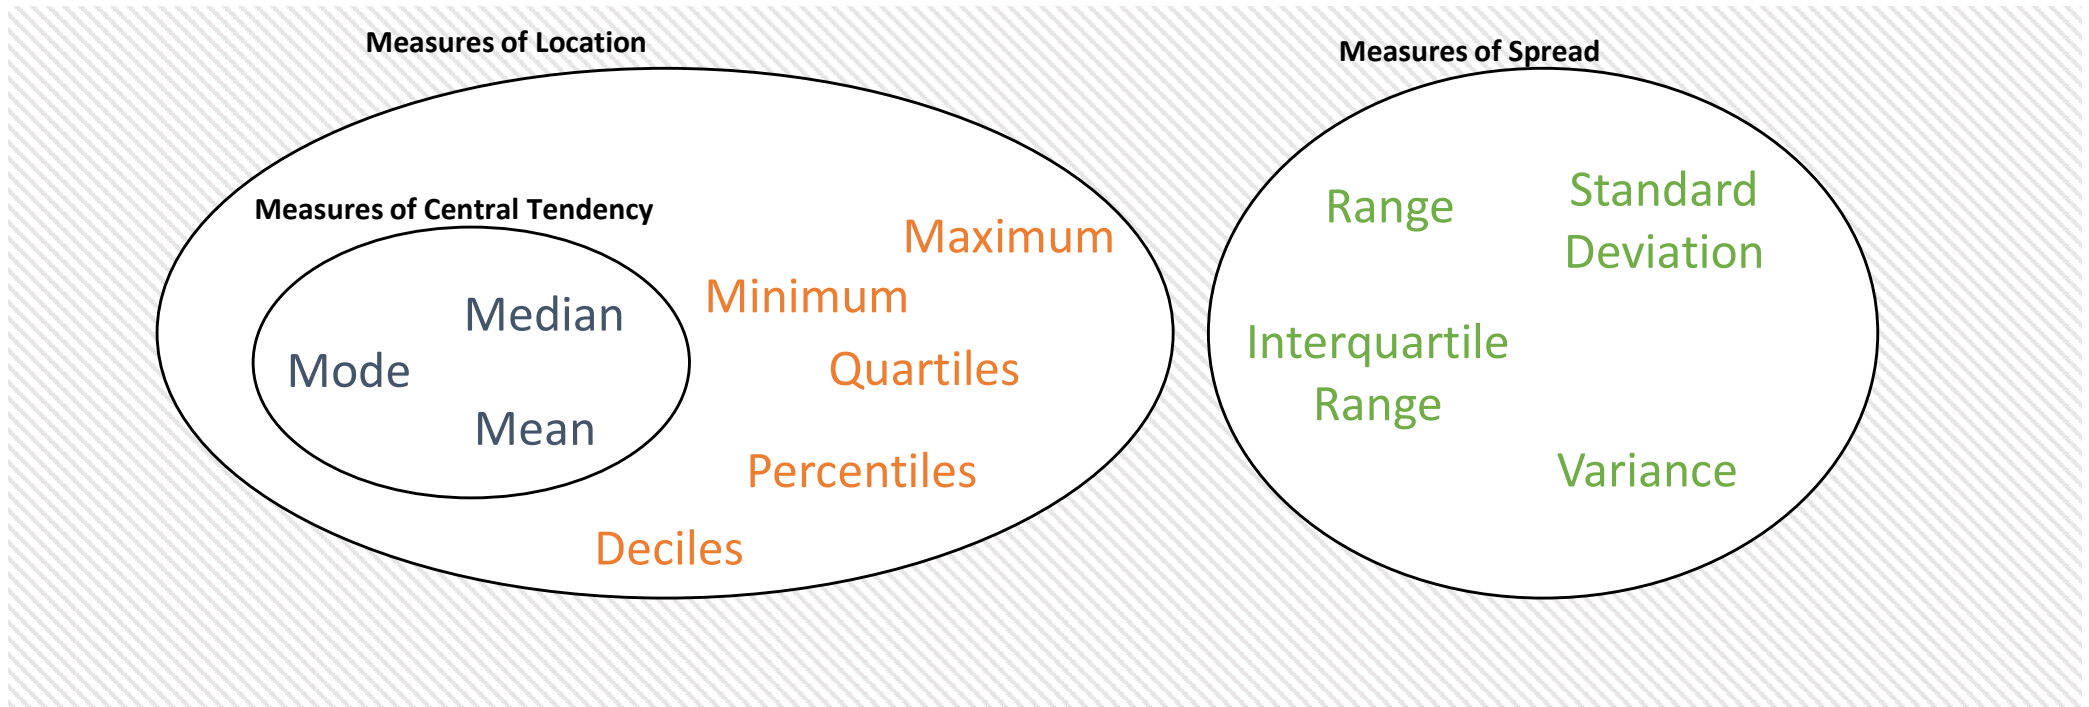 Measures of Location
Measures of Central Tendency
Median
Mode
Mean
Maximum
Minimum
Quartiles
Percentiles
Deciles
Measures of Spread
Range
Standard
Deviation
Interquartile
Range
Variance